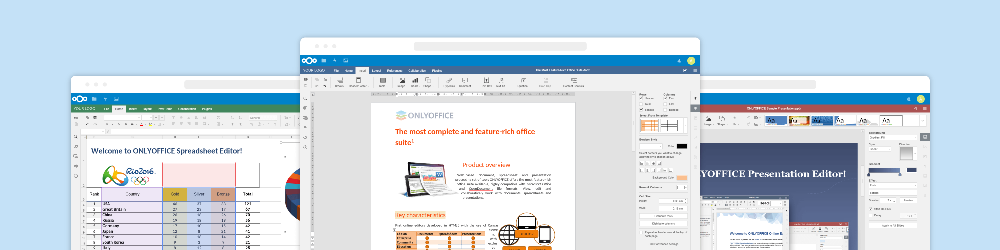 YOUR LOGO
File Home Insert Layout Pivot Table Collaboration Plugins
General
B I U S
fx
B C D E F G H I
Welcome to ONLYOFFICE Spreadsheet Editor!
Rio2016
Rank Country Gold Silver Bronze Total
1 USA 46 37 38 121
2 Great Britain 27 23 17 67
3 China 26 18 26 70
4 Russia 19 18 19 56
5 Germany 17 10 15 42
6 Japan 12 8 21 41
7 France 10 18 14 42
8 South Korea 9 3 9 21
9 Italy 8 12 8 28
A
YOUR LOGO
File Home Insert Layout References Collaboration Plugins
The Most Feature-Rich Office Suite.docx
Breaks Header/Footer Table Image Chart Shape Hyperlink Comment Text Box Text Art Equation Drop Cap Content Controls
ONLYOFFICE
The most complete and feature-rich office
suite1
Product overview
Web-based document, spreadsheet and presentation
processing set of tools ONLYOFFICE offers the most feature-rich
office suite available, highly compatible with Microsoft Office
and OpenDocument file formats. View, edit and
collaboratively work with documents, spreadsheets and
presentations.
Key characteristics
First online editors developed in HTML5 with the use of Canvas
eleme
nt
with
exclusi
ve
Edition Documents Spreadsheets Presentations
Enterprise
Community
Education
DESKTOP
Rows Columns
Header First
Total Last
Banded Banded
Select From Template
Borders Style
Color
Select borders you want to change
applying style chosen above
Background Color
Rows & Columns
Cell Size
Height 0.33 cm
Width 2.16 cm
Distribute rows
Distribute columns
Repeat as header row at the top of
each page
Show advanced settings
A
ONLYOFFICE Sample Presentation.pptx
Image Shape
Aa Aa Aa Aa Aa Aa
YOFFICE Presentation Editor!
Headi
Welcome to ONLYOFFICE Online Ed
Background
Gradient Fill
Style Direction
Linear
Gradient
Effect
Push
Bottom
Duration 3 s Preview
Start On Click
Delay 10 s
Apply to All Slides